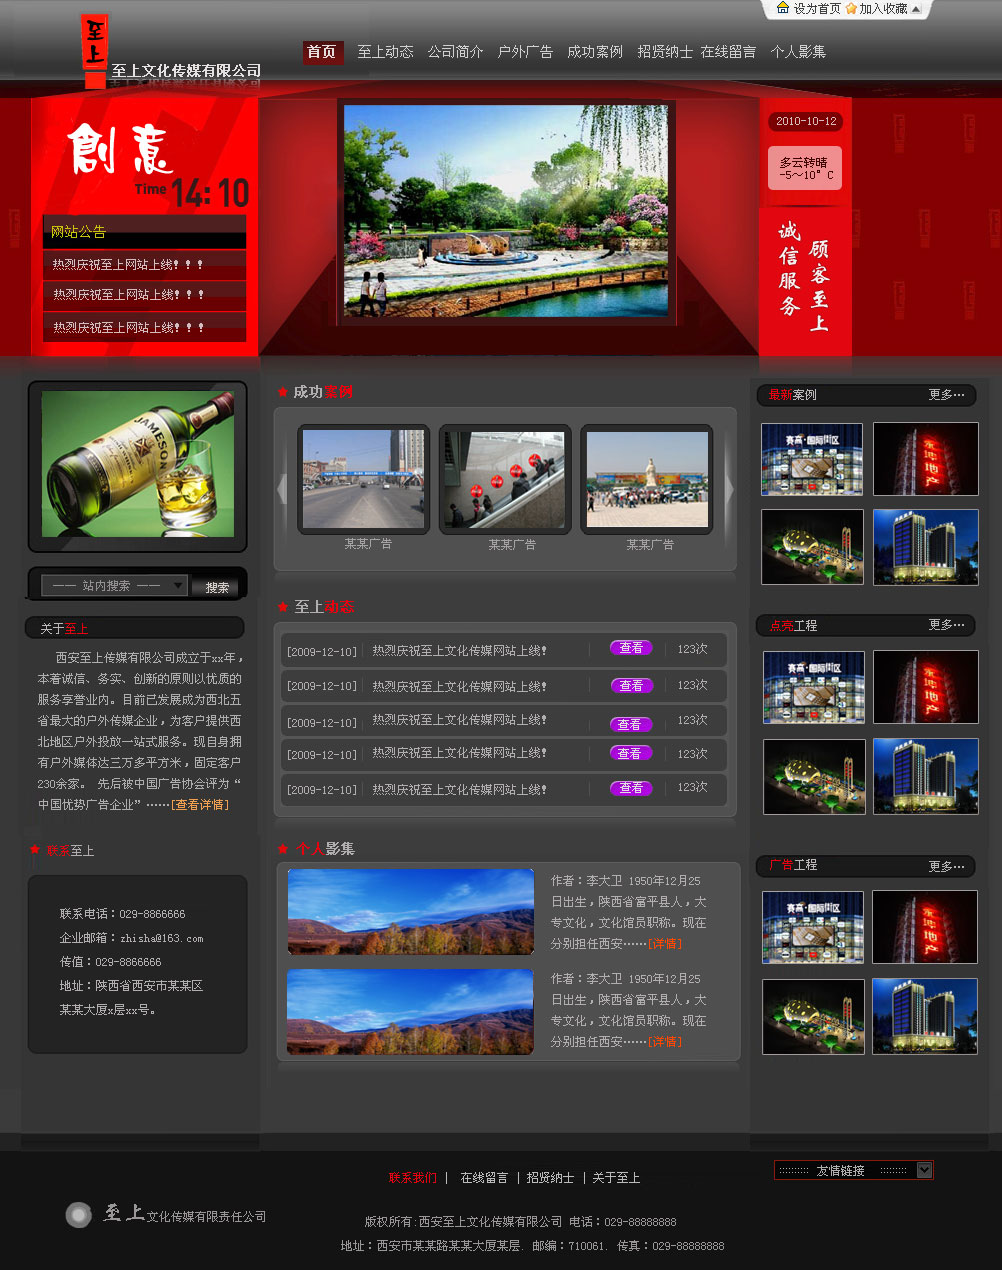 设为首页 加入收藏
至上
至上文化传媒有限公司
首页 至上动态 公司简介 户外广告 成功案例 招贤纳士 在线留言 个人影集
創意
Time 14:10
网站公告
热烈庆祝至上网站上线！！！
热烈庆祝至上网站上线！！！
热烈庆祝至上网站上线！！！
2010-10-12
多云转晴
-5～10°C
诚信服务
顾客至上
JAMESON
—— 站内搜索 —— 搜索
关于至上
西安至上传媒有限公司成立于xx年，
本着诚信、务实、创新的原则以优质的
服务享誉业内。目前已发展成为西北五
省最大的户外传媒企业，为客户提供西
北地区户外投放一站式服务。现自身拥
有户外媒体达三万多平方米，固定客户
230余家。 先后被中国广告协会评为“
中国优势广告企业”……[查看详情]
联系至上
联系电话：029-8866666
企业邮箱：zhisha@163.com
传值：029-8866666
地址：陕西省西安市某某区
某某大厦x层xx号。
成功案例
某某广告 某某广告 某某广告
至上动态
[2009-12-10] 热烈庆祝至上文化传媒网站上线！ 查看 123次
[2009-12-10] 热烈庆祝至上文化传媒网站上线！ 查看 123次
[2009-12-10] 热烈庆祝至上文化传媒网站上线！ 查看 123次
[2009-12-10] 热烈庆祝至上文化传媒网站上线！ 查看 123次
[2009-12-10] 热烈庆祝至上文化传媒网站上线！ 查看 123次
个人影集
作者：李大卫 1950年12月25
日出生，陕西省富平县人，大
专文化，文化馆员职称。现在
分别担任西安……[详情]
作者：李大卫 1950年12月25
日出生，陕西省富平县人，大
专文化，文化馆员职称。现在
分别担任西安……[详情]
最新案例 更多…
赛高·国际街区
点亮工程 更多…
赛高·国际街区
广告工程 更多…
赛高·国际街区
联系我们 | 在线留言 | 招贤纳士 | 关于至上
:::::::::: 友情链接 :::::::::
至上文化传媒有限责任公司
版权所有:西安至上文化传媒有限公司 电话：029-88888888
地址：西安市某某路某某大厦某层. 邮编：710061. 传真：029-88888888